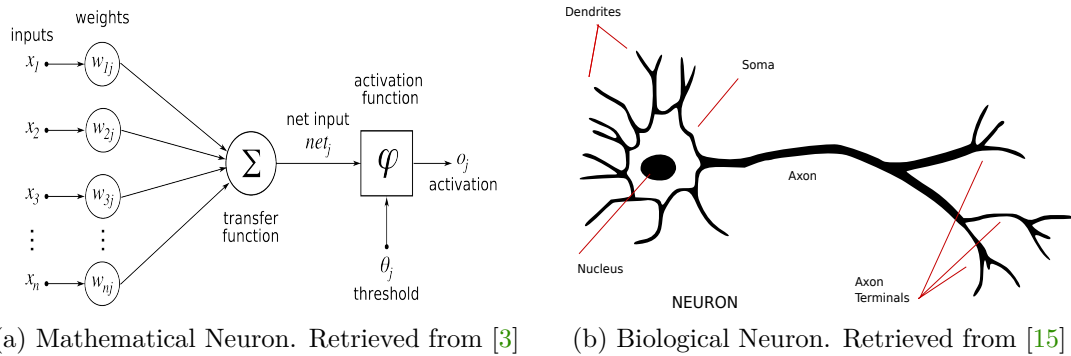 weights
inputs
x1
w1j
x2
w2j
x3
w3j
⋮ ⋮
xn
wnj
Σ
transfer
function
net input
netj
activation
function
φ
oj
activation
θj
threshold
(a) Mathematical Neuron. Retrieved from [3]
Dendrites
Soma
Axon
Nucleus
Axon
Terminals
NEURON
(b) Biological Neuron. Retrieved from [15]